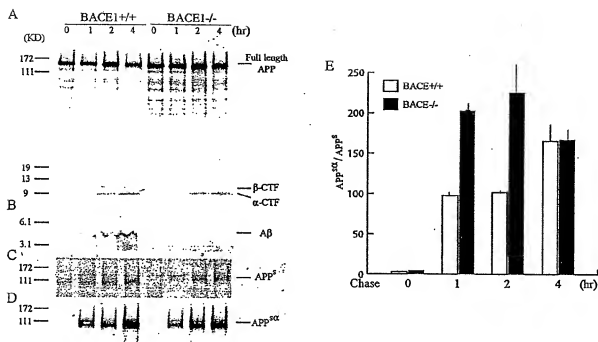 A
BACE1+/+ BACE1-/-
(KD) 0 1 2 4 0 1 2 4 (hr)
172
111
Full length
APP
19
13
9
β-CTF
α-CTF
B
6.1
3.1
Aβ
C
172
111
APPˢ
D
172
111
APPˢᵅ
E
APPˢᵅ/APPˢ
250
200
150
100
50
0
BACE+/+
BACE-/-
Chase 0 1 2 4 (hr)